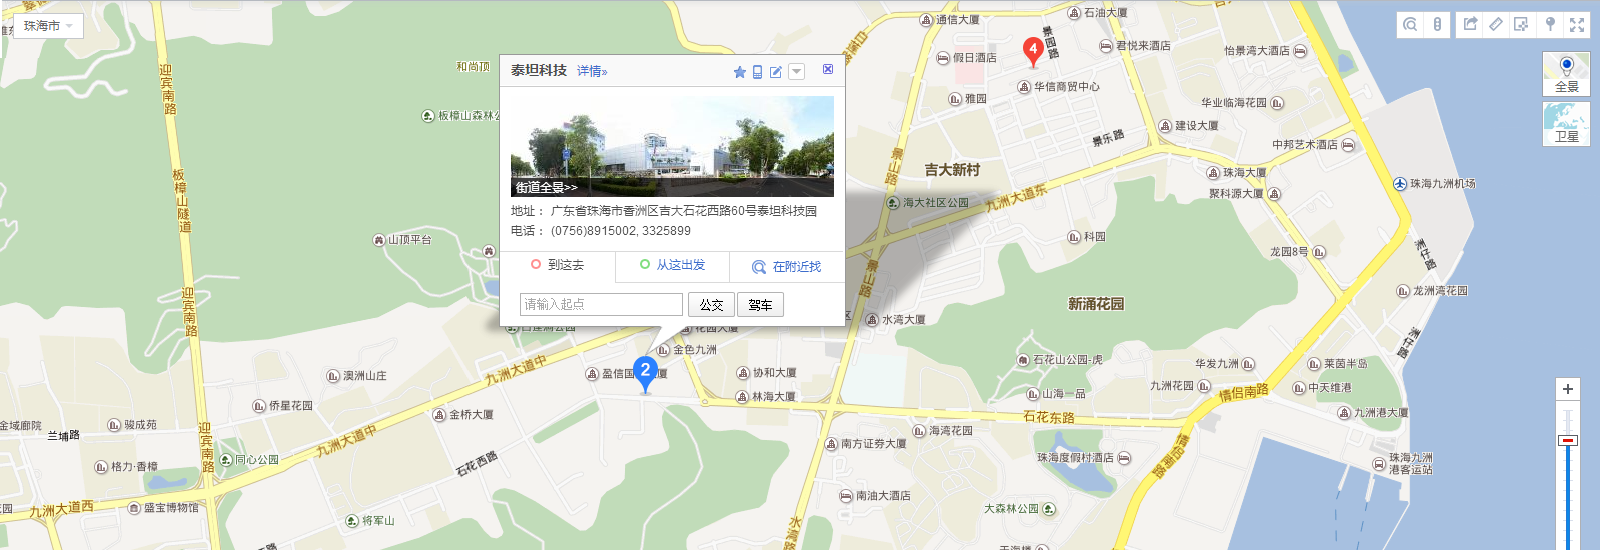 珠海市
和尚顶
板樟山森林公
迎宾南路
板樟山隧道
山顶平台
迎宾南路
澳洲山庄
侨星花园
骏成苑
金域廊院
兰埔路
格力·香樟
同心公园
迎宾南路
九洲大道西
盛宝博物馆
将军山
九洲大道中
金桥大厦
石花西路
九洲大道中
泰坦科技
详情»
街道全景>>
地址： 广东省珠海市香洲区吉大石花西路60号泰坦科技园
电话： (0756)8915002, 3325899
到这去
从这出发
在附近找
请输入起点
公交
驾车
花园大厦
金色九洲
2
盈信国
厦
协和大厦
林海大厦
南方证券大厦
南油大酒店
水湾路
海湾花园
石花东路
大森林公园
珠海度假村酒店
山海一品
石花山公园-虎
新涌花园
水湾大厦
景山路
景山路
海大社区公园
吉大新村
九洲大道东
科园
通信大厦
石油大厦
假日酒店
景园路
4
君悦来酒店
华信商贸中心
雅园
景乐路
建设大厦
怡景湾大酒店
华业临海花园
中邦艺术酒店
珠海大厦
聚科源大厦
珠海九洲机场
龙园8号
洲仔路
龙洲湾花园
洲仔路
华发九洲
莱茵半岛
九洲花园
中天维港
情侣南路
九洲港大厦
情侣南路
珠海九洲
港客运站
全景
卫星